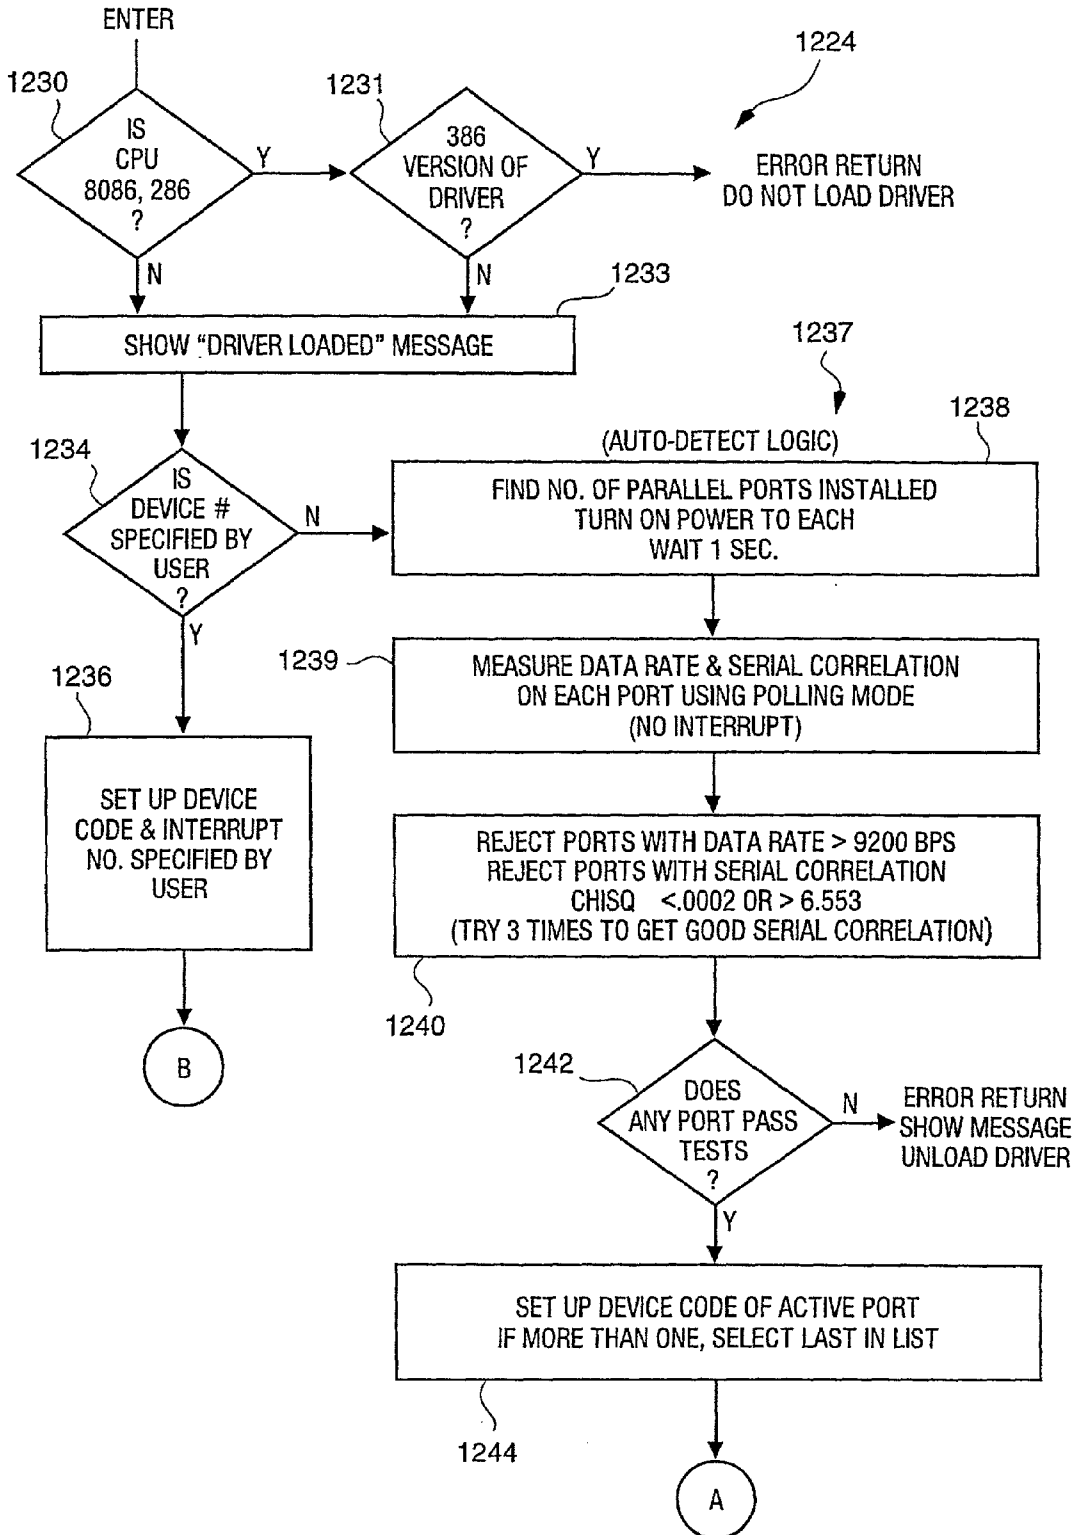 ENTER
1224
1230
1231
IS
CPU
8086, 286
?
Y
386
VERSION OF
DRIVER
?
Y
ERROR RETURN
DO NOT LOAD DRIVER
N
N
1233
SHOW "DRIVER LOADED" MESSAGE
1237
1238
1234
(AUTO-DETECT LOGIC)
IS
DEVICE #
SPECIFIED BY
USER
?
N
FIND NO. OF PARALLEL PORTS INSTALLED
TURN ON POWER TO EACH
WAIT 1 SEC.
Y
1239
MEASURE DATA RATE & SERIAL CORRELATION
ON EACH PORT USING POLLING MODE
(NO INTERRUPT)
1236
SET UP DEVICE
CODE & INTERRUPT
NO. SPECIFIED BY
USER
REJECT PORTS WITH DATA RATE > 9200 BPS
REJECT PORTS WITH SERIAL CORRELATION
CHISQ <.0002 OR > 6.553
(TRY 3 TIMES TO GET GOOD SERIAL CORRELATION)
1240
B
1242
DOES
ANY PORT PASS
TESTS
?
N
ERROR RETURN
SHOW MESSAGE
UNLOAD DRIVER
Y
SET UP DEVICE CODE OF ACTIVE PORT
IF MORE THAN ONE, SELECT LAST IN LIST
1244
A